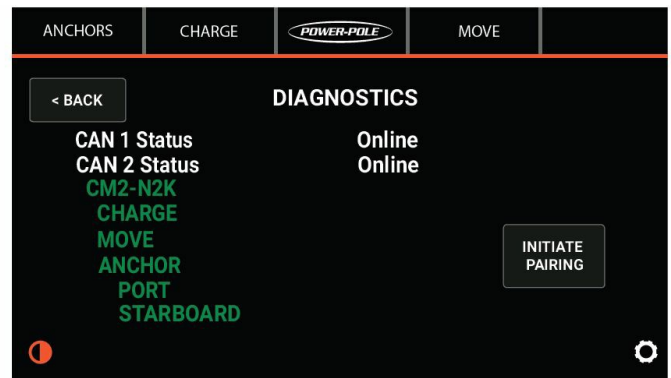 ANCHORS CHARGE POWER-POLE MOVE
< BACK DIAGNOSTICS
CAN 1 Status Online
CAN 2 Status Online
CM2-N2K
CHARGE
MOVE
ANCHOR
PORT
STARBOARD
INITIATE
PAIRING